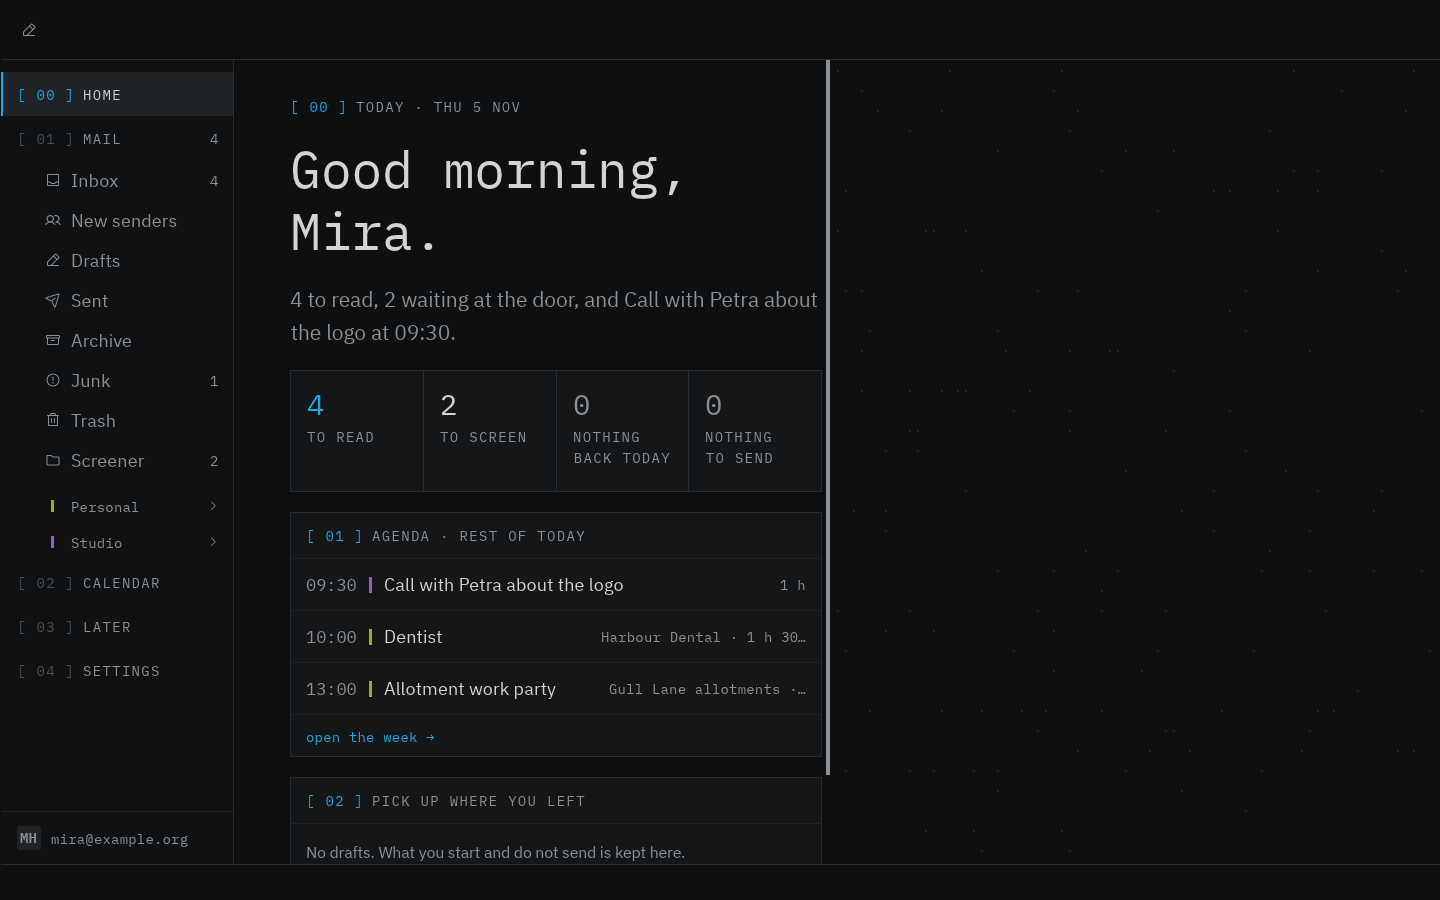 [ 00 ] HOME
[ 01 ] MAIL 4
Inbox 4
New senders
Drafts
Sent
Archive
Junk 1
Trash
Screener 2
Personal
Studio
[ 02 ] CALENDAR
[ 03 ] LATER
[ 04 ] SETTINGS
MH mira@example.org
[ 00 ] TODAY · THU 5 NOV
Good morning,
Mira.
4 to read, 2 waiting at the door, and Call with Petra about
the logo at 09:30.
4
TO READ
2
TO SCREEN
0
NOTHING
BACK TODAY
0
NOTHING
TO SEND
[ 01 ] AGENDA · REST OF TODAY
09:30 Call with Petra about the logo 1 h
10:00 Dentist Harbour Dental · 1 h 30…
13:00 Allotment work party Gull Lane allotments ·…
open the week →
[ 02 ] PICK UP WHERE YOU LEFT
No drafts. What you start and do not send is kept here.